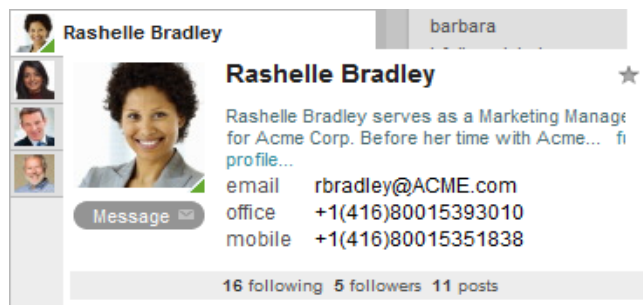 Rashelle Bradley
barbara
Rashelle Bradley
Rashelle Bradley serves as a Marketing Manage
for Acme Corp. Before her time with Acme...
profile...
email rbradley@ACME.com
office +1(416)80015393010
mobile +1(416)80015351838
Message
16 following 5 followers 11 posts